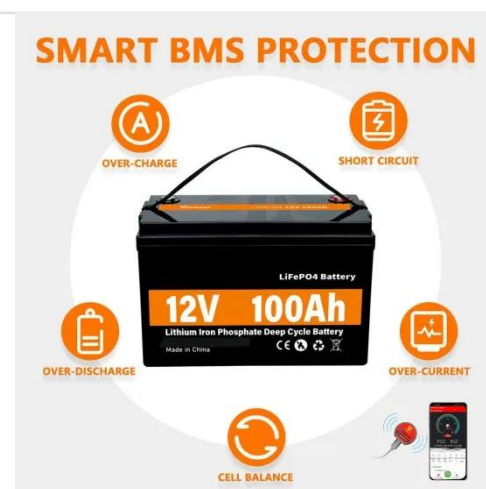 SMART BMS PROTECTION
A
OVER-CHARGE
SHORT CIRCUIT
LiFePO4 Battery
12V 100Ah
Lithium Iron Phosphate Deep Cycle Battery
Made in China
CE
OVER-DISCHARGE
OVER-CURRENT
CELL BALANCE